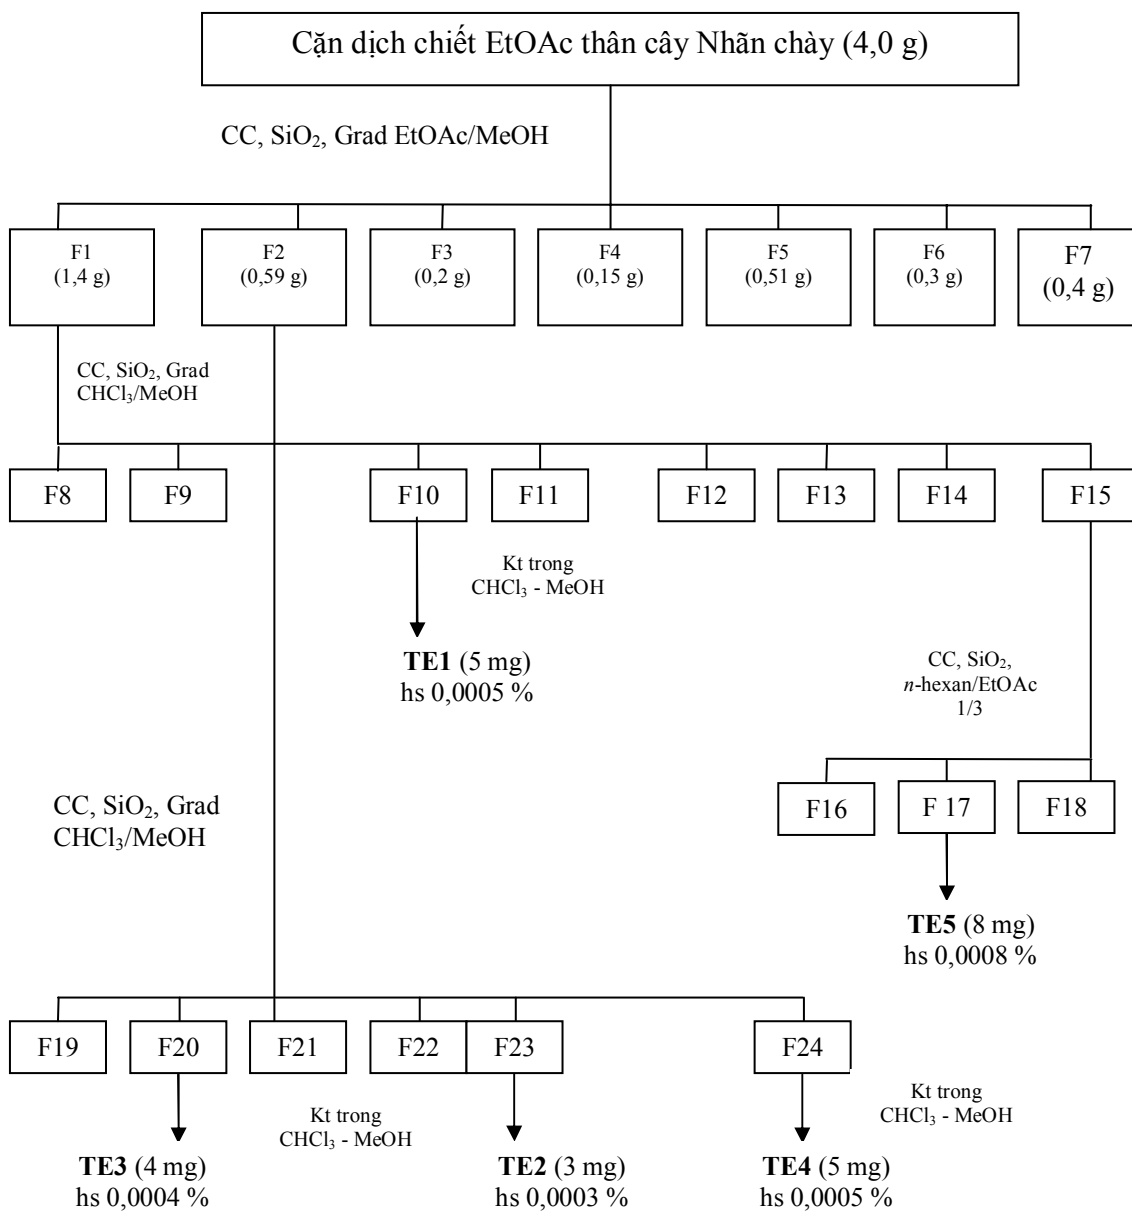 Cặn dịch chiết EtOAc thân cây Nhãn chày (4,0 g)
CC, SiO₂, Grad EtOAc/MeOH
F1
(1,4 g)
F2
(0,59 g)
F3
(0,2 g)
F4
(0,15 g)
F5
(0,51 g)
F6
(0,3 g)
F7
(0,4 g)
CC, SiO₂, Grad
CHCl₃/MeOH
F8
F9
F10
F11
F12
F13
F14
F15
Kt trong
CHCl₃ - MeOH
TE1 (5 mg)
hs 0,0005 %
CC, SiO₂,
n-hexan/EtOAc
1/3
F16
F 17
F18
CC, SiO₂, Grad
CHCl₃/MeOH
TE5 (8 mg)
hs 0,0008 %
F19
F20
F21
F22
F23
F24
Kt trong
CHCl₃ - MeOH
Kt trong
CHCl₃ - MeOH
TE3 (4 mg)
hs 0,0004 %
TE2 (3 mg)
hs 0,0003 %
TE4 (5 mg)
hs 0,0005 %